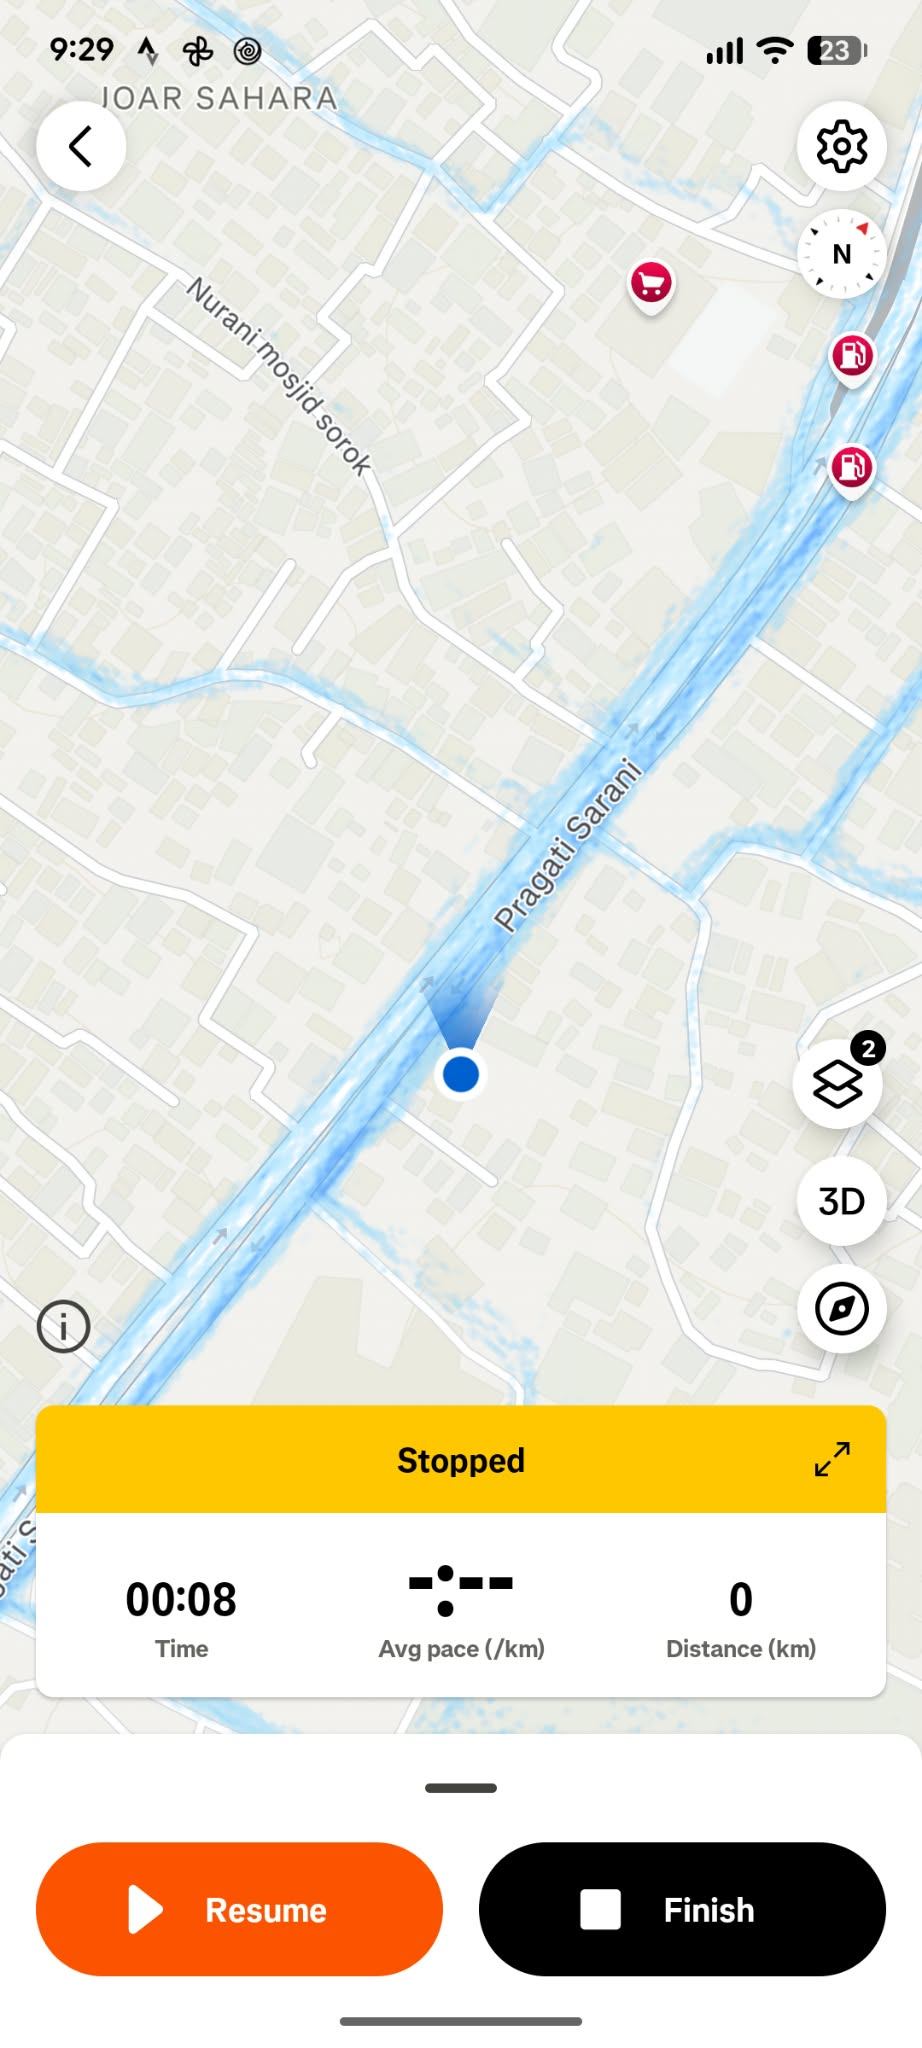 9:29
23
JOAR SAHARA
N
Nurani mosjid sorok
Pragati Sarani
2
3D
Stopped
00:08
-:--
0
Time
Avg pace (/km)
Distance (km)
Resume
Finish